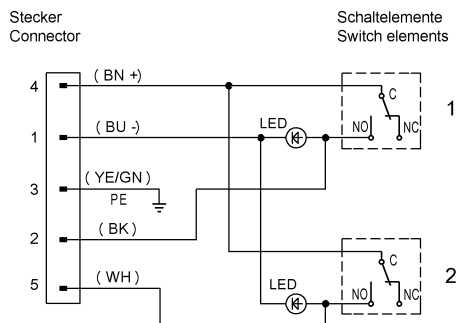 Stecker
Connector
Schaltelemente
Switch elements
4
( BN +)
C
1
1
( BU -)
LED
NO
NC
3
( YE/GN )
PE
2
( BK)
C
2
5
( WH )
LED
NO
NC